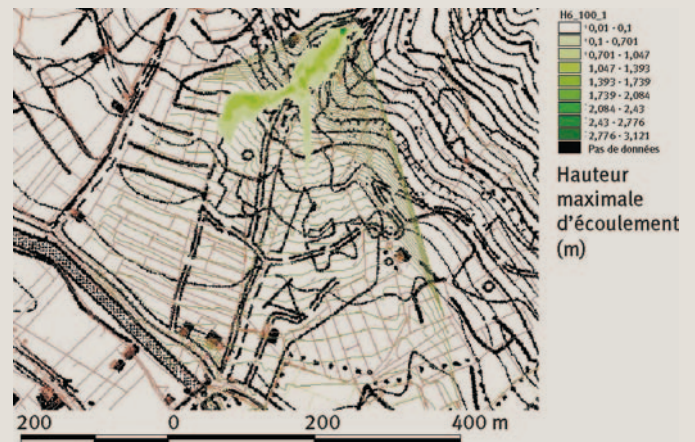 H6_100_1
0,01 - 0,1
0,1 - 0,701
0,701 - 1,047
1,047 - 1,393
1,393 - 1,739
1,739 - 2,084
2,084 - 2,43
2,43 - 2,776
2,776 - 3,121
Pas de données
Hauteur
maximale
d'écoulement
(m)
200 0 200 400 m